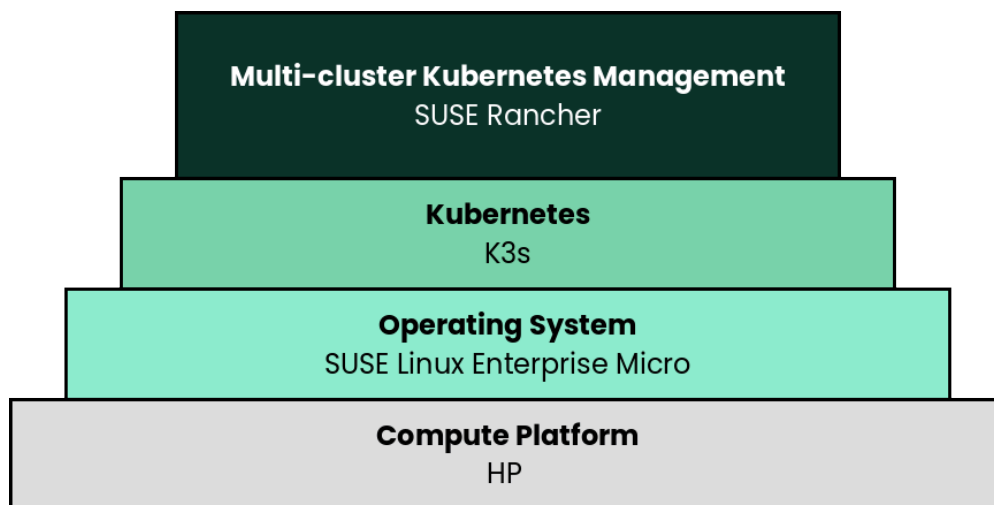 Multi-cluster Kubernetes Management
SUSE Rancher
Kubernetes
K3s
Operating System
SUSE Linux Enterprise Micro
Compute Platform
HP